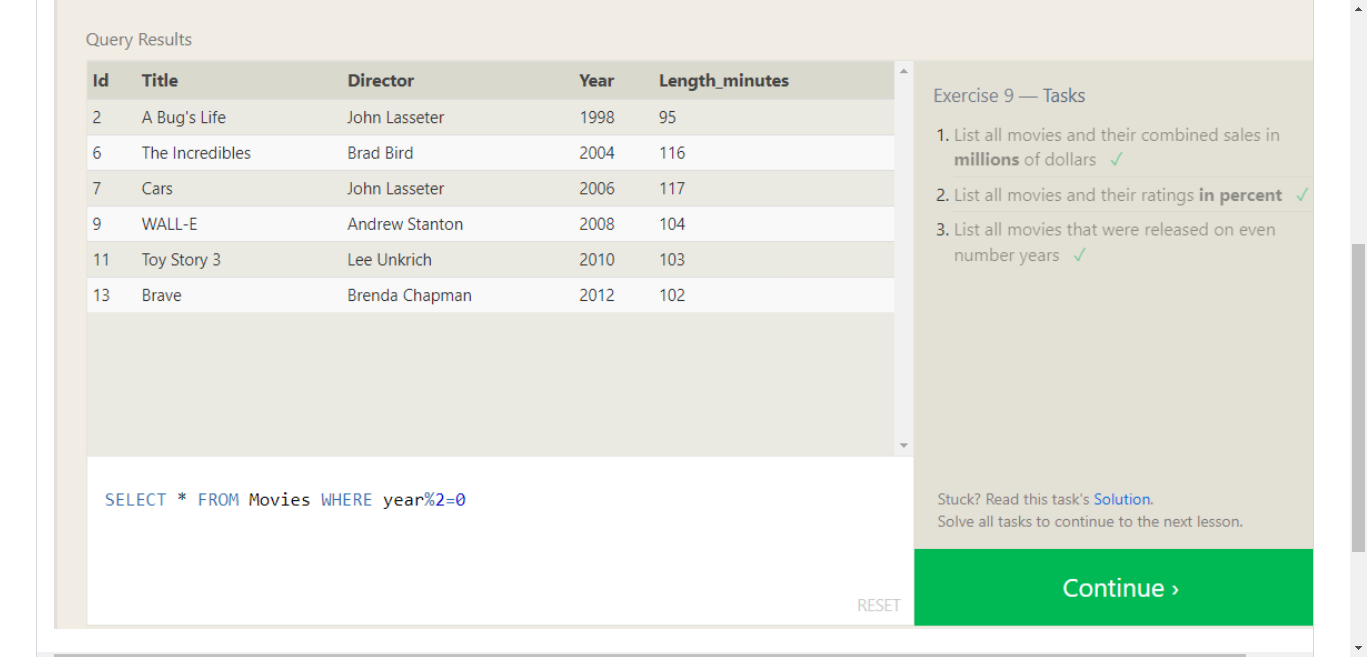 Query Results
Id Title Director Year Length_minutes
2 A Bug's Life John Lasseter 1998 95
6 The Incredibles Brad Bird 2004 116
7 Cars John Lasseter 2006 117
9 WALL-E Andrew Stanton 2008 104
11 Toy Story 3 Lee Unkrich 2010 103
13 Brave Brenda Chapman 2012 102
SELECT * FROM Movies WHERE year%2=0
RESET
Exercise 9 — Tasks
1. List all movies and their combined sales in
millions of dollars ✓
2. List all movies and their ratings in percent ✓
3. List all movies that were released on even
number years ✓
Stuck? Read this task's Solution.
Solve all tasks to continue to the next lesson.
Continue ›